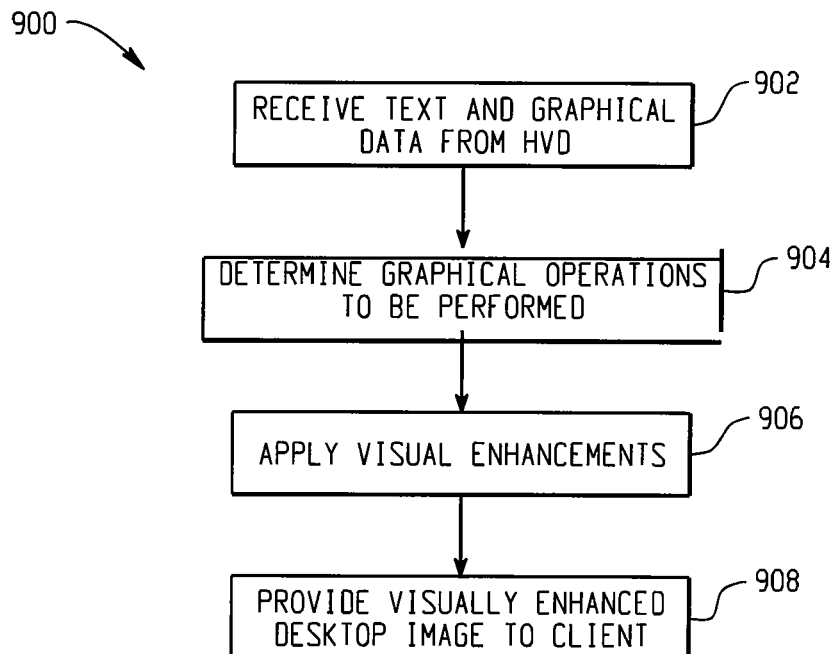 900
RECEIVE TEXT AND GRAPHICAL
DATA FROM HVD
902
DETERMINE GRAPHICAL OPERATIONS
TO BE PERFORMED
904
APPLY VISUAL ENHANCEMENTS
906
PROVIDE VISUALLY ENHANCED
DESKTOP IMAGE TO CLIENT
908